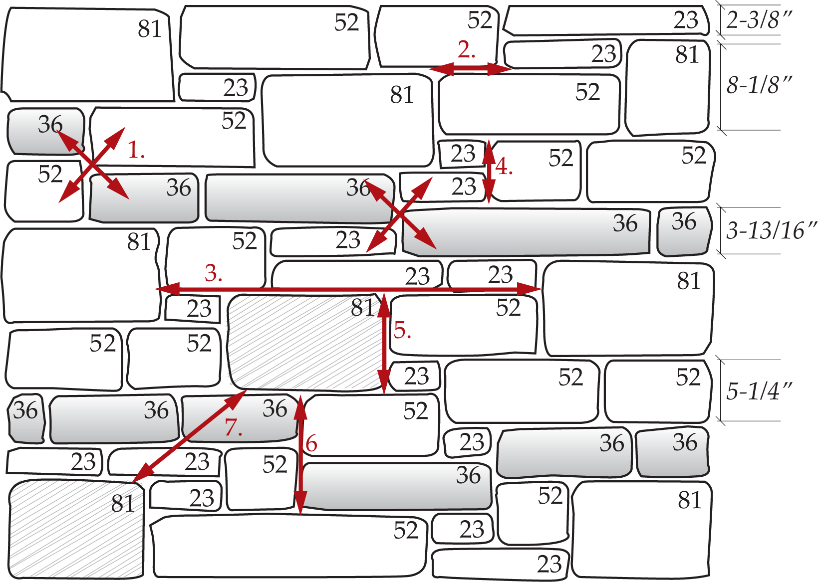 81 52 52 23 2-3/8″
2. 23 81
23 81 52 8-1/8″
36 52
1. 23 52 52
52 36 36 23 4.
36 36 3-13/16″
81 52 23
3. 23 23 81
23 81
52 52 5. 52
23 52 52 5-1/4″
36 36 36 52
7. 6 23 36 36
23 23 52 36
81 23 52 81
52 23
23